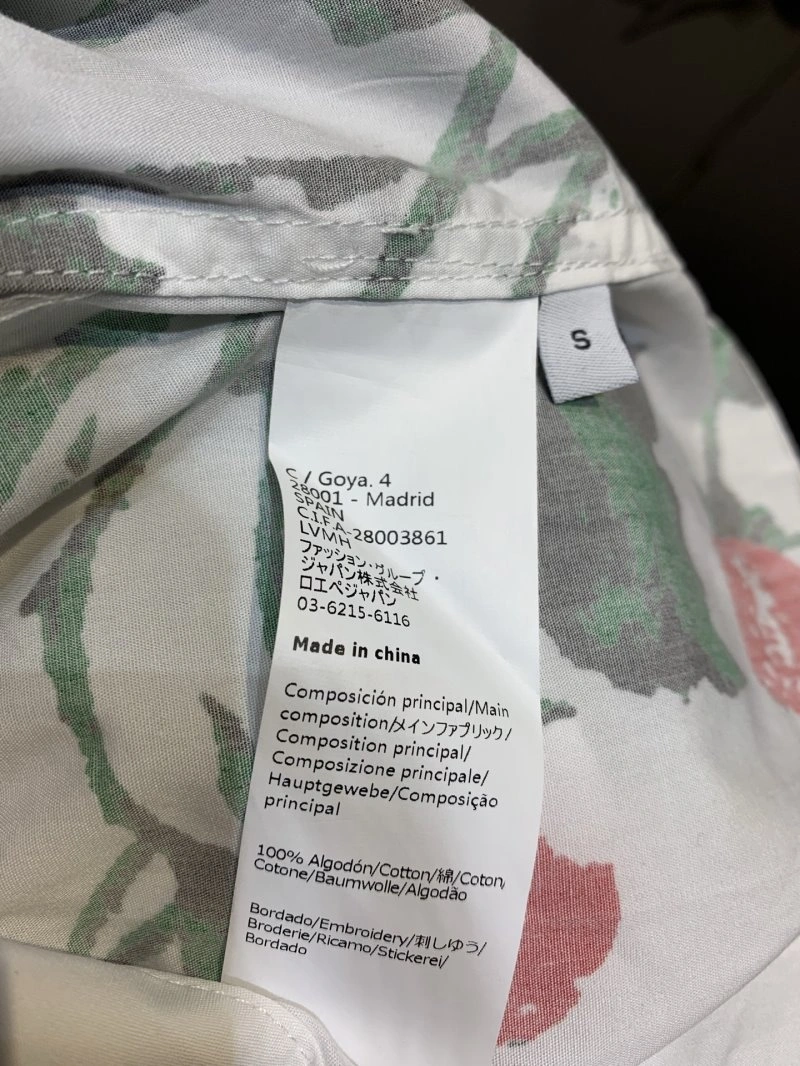 S
C / Goya. 4
28001 - Madrid
SPAIN
C.I.F.A-28003861
LVMH
ファッション・グループ・
ジャパン株式会社
ロエベジャパン
03-6215-6116
Made in china
Composición principal/Main
composition/メインファブリック/
Composition principal/
Composizione principale/
Hauptgewebe/Composição
principal
100% Algodón/Cotton/綿/Coton/
Cotone/Baumwolle/Algodão
Bordado/Embroidery/刺しゆう/
Broderie/Ricamo/Stickerei/
Bordado